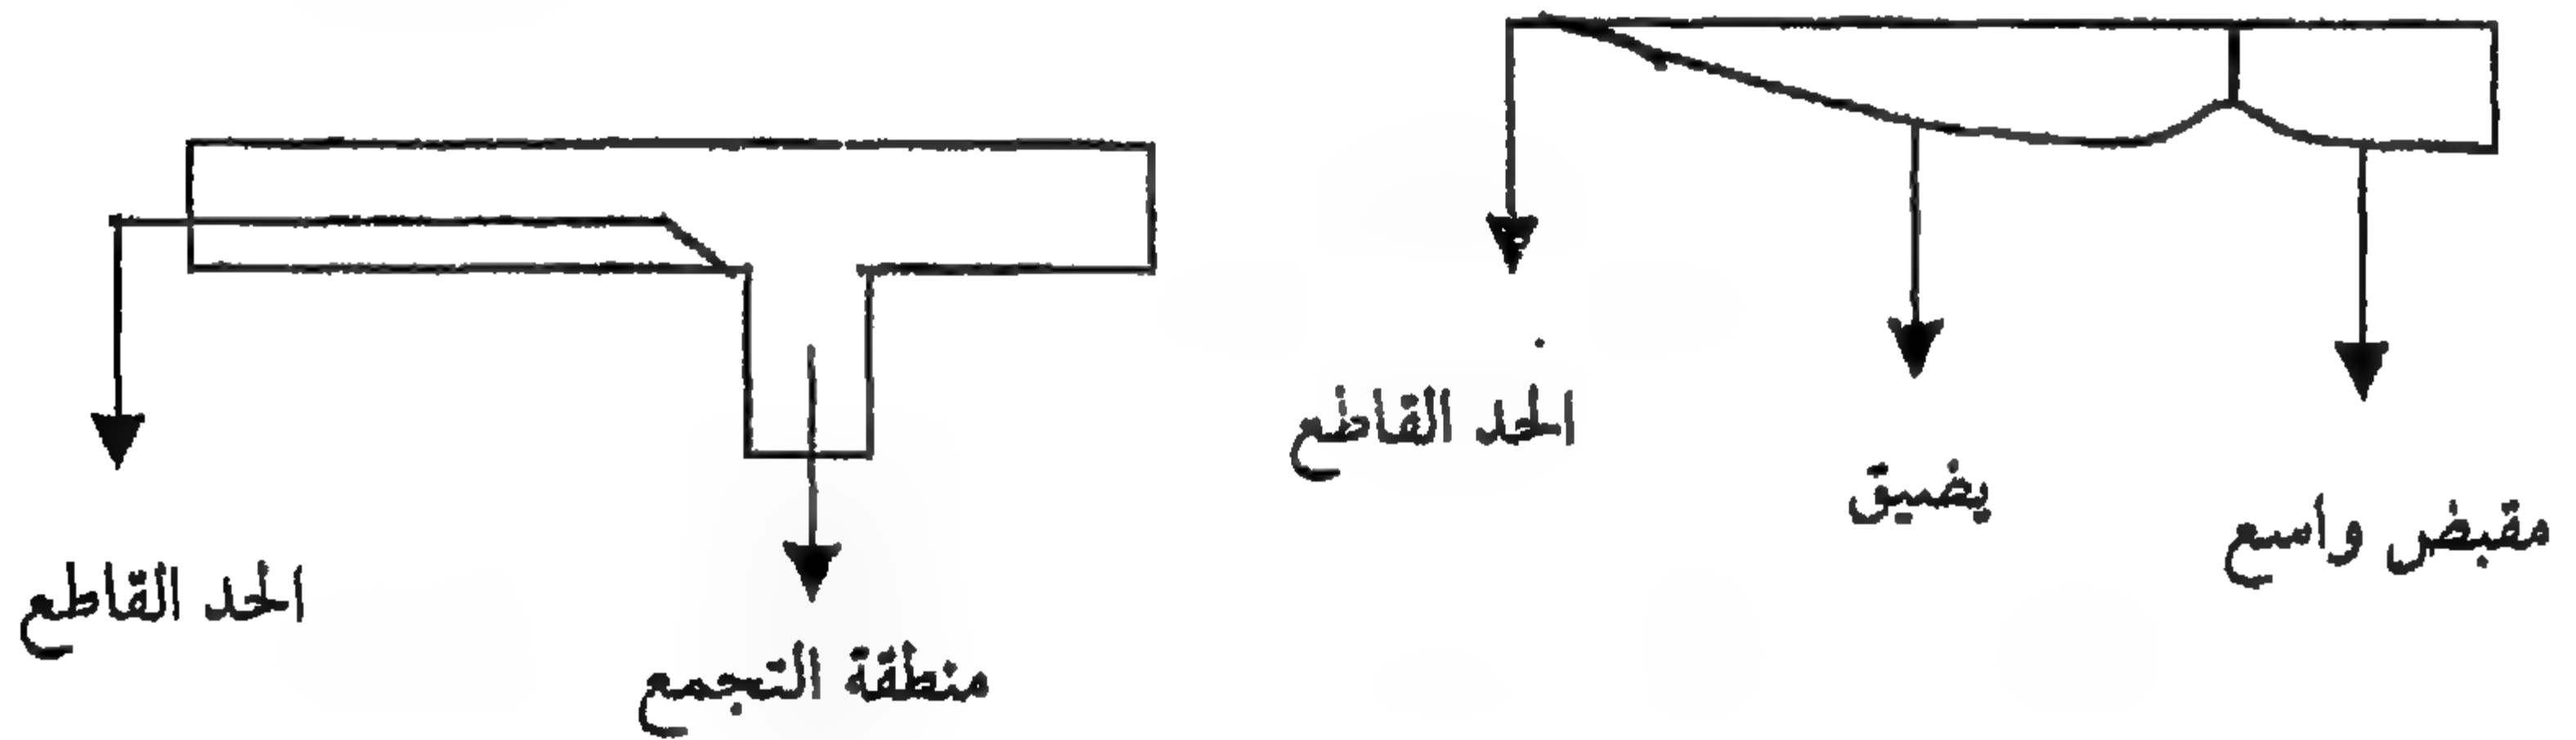 الحد القاطع
يضيق
مقبض واسع
الحد القاطع
منطقة التجمع